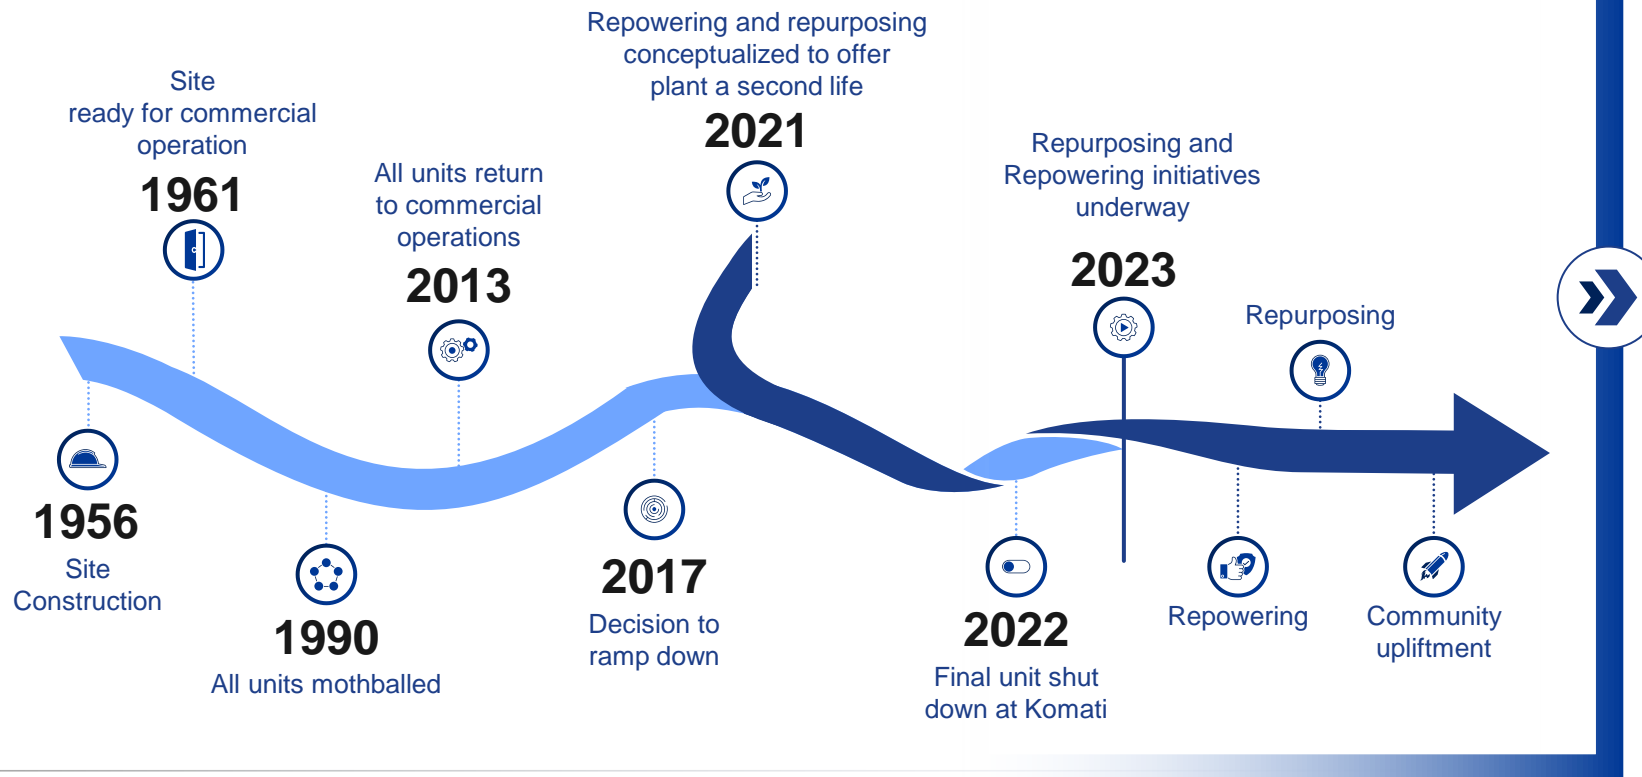 Site
Construction
1956
Site
ready for commercial
operation
1961
1990
All units mothballed
All units return
to commercial
operations
2013
2017
Decision to
ramp down
Repowering and repurposing
conceptualized to offer
plant a second life
2021
2022
Final unit shut
down at Komati
Repurposing and
Repowering initiatives
underway
2023
Repowering
Repurposing
Community
upliftment